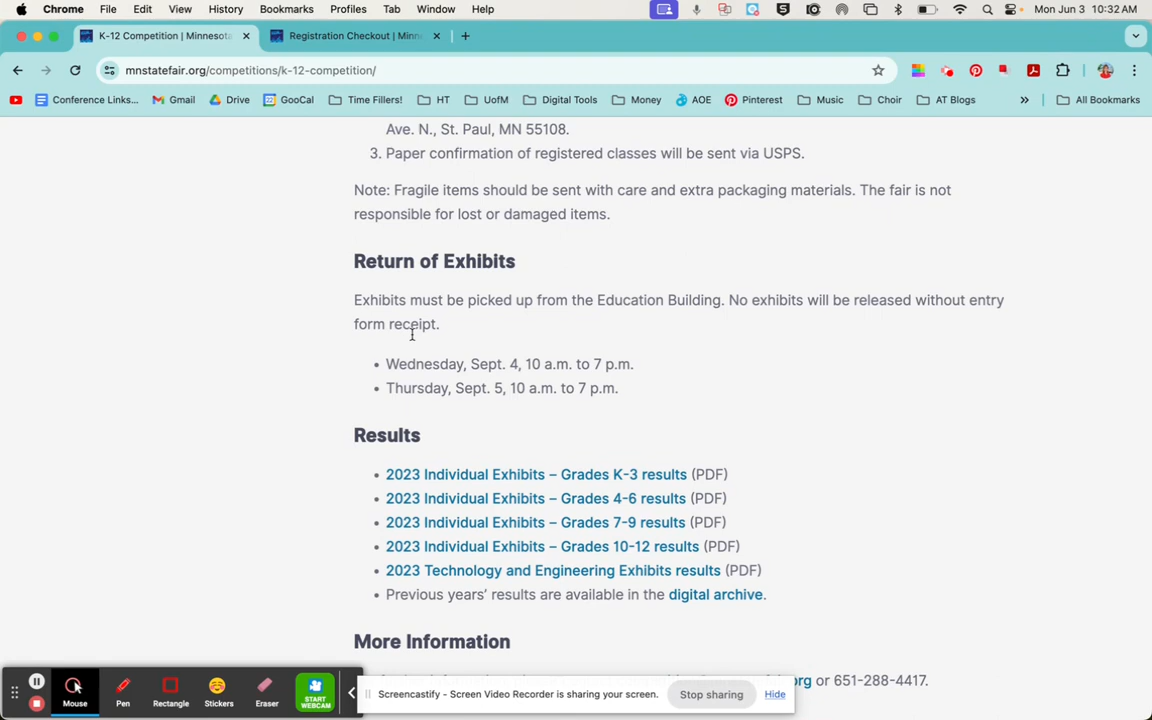 Chrome File Edit View History Bookmarks Profiles Tab Window Help Mon Jun 3 10:32 AM
K-12 Competition | Minnesota Registration Checkout | Minne
mnstatefair.org/competitions/k-12-competition/
Conference Links... Gmail Drive GooCal Time Fillers! HT UofM Digital Tools Money AOE Pinterest Music Choir AT Blogs All Bookmarks
Ave. N., St. Paul, MN 55108.
3. Paper confirmation of registered classes will be sent via USPS.
Note: Fragile items should be sent with care and extra packaging materials. The fair is not
responsible for lost or damaged items.
Return of Exhibits
Exhibits must be picked up from the Education Building. No exhibits will be released without entry
form receipt.
• Wednesday, Sept. 4, 10 a.m. to 7 p.m.
• Thursday, Sept. 5, 10 a.m. to 7 p.m.
Results
• 2023 Individual Exhibits – Grades K-3 results (PDF)
• 2023 Individual Exhibits – Grades 4-6 results (PDF)
• 2023 Individual Exhibits – Grades 7-9 results (PDF)
• 2023 Individual Exhibits – Grades 10-12 results (PDF)
• 2023 Technology and Engineering Exhibits results (PDF)
• Previous years' results are available in the digital archive.
More Information
org or 651-288-4417.
Mouse Pen Rectangle Stickers Eraser START WEBCAM
Screencastify - Screen Video Recorder is sharing your screen. Stop sharing Hide